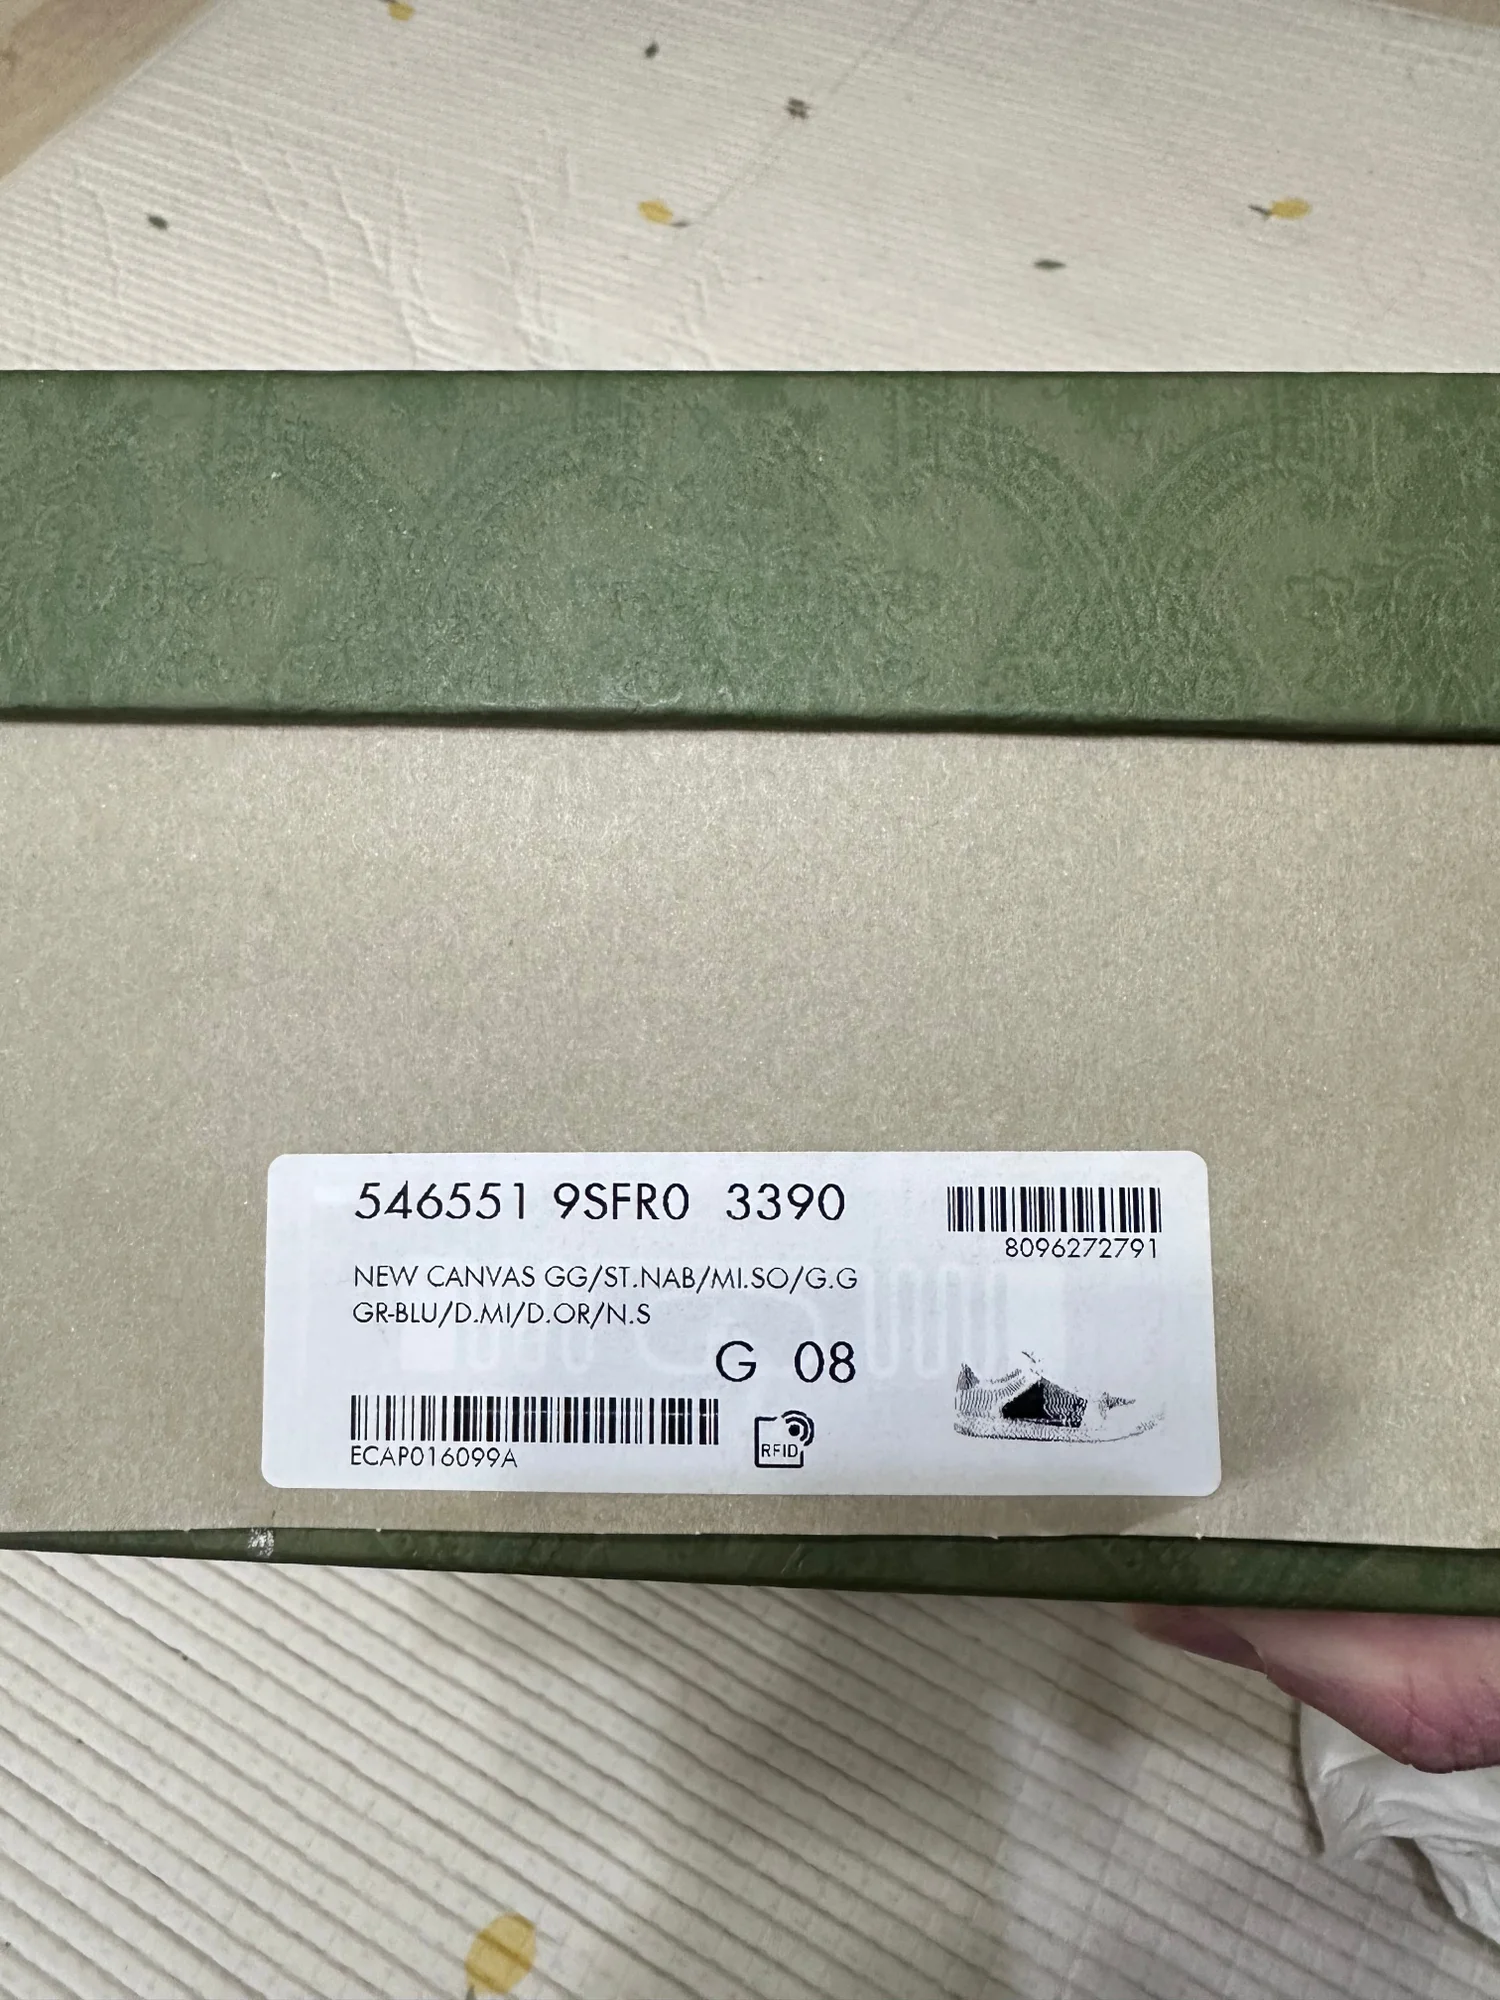 546551 9SFR0 3390
8096272791
NEW CANVAS GG/ST.NAB/MI.SO/G.G
GR-BLU/D.MI/D.OR/N.S
G 08
ECAP016099A
RFID